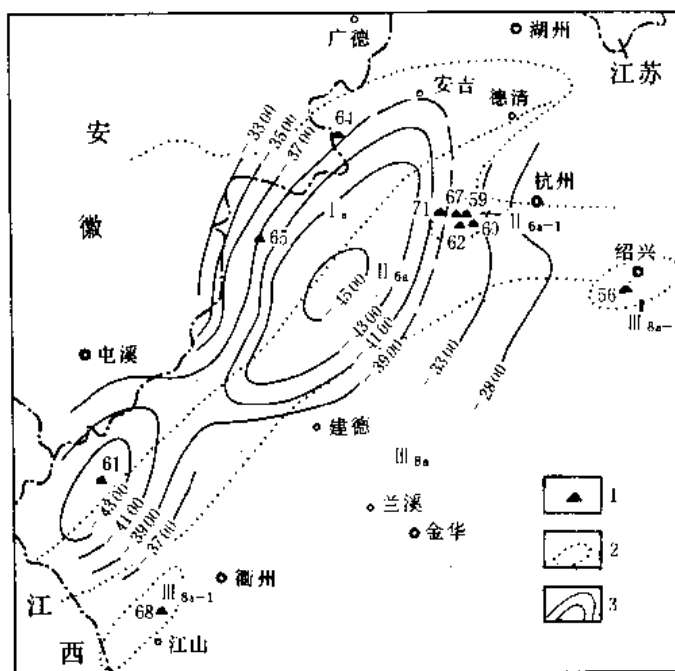 广德
湖州
江苏
安吉
德清
安
徽
64
-33.00
-35.00
-37.00
杭州
71
67
59
62
60
II 6a-1
65
I a
II 6a
绍兴
56
III 8a-
-45.00
-43.00
-41.00
-39.00
-33.00
-28.00
屯溪
建德
III 8a
61
-43.00
-41.00
-39.00
-37.00
兰溪
金华
衢州
III 8a-1
68
江山
江
西
1
2
3